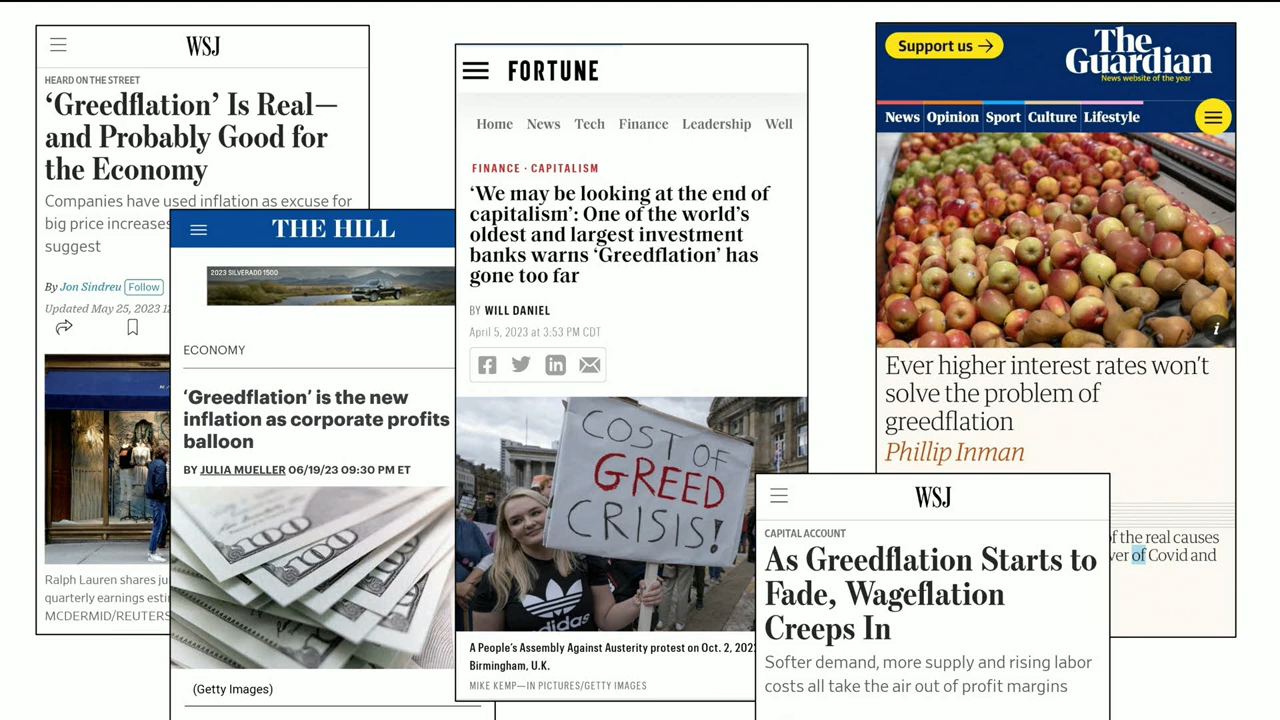 WSJ
HEARD ON THE STREET
‘Greedflation’ Is Real—
and Probably Good for
the Economy
Companies have used inflation as excuse for
big price increases
suggest
By Jon Sindreu Follow
Updated May 25, 2023
Ralph Lauren shares
quarterly earnings
MCDERMID/REUTERS
THE HILL
2023 SILVERADO 1500
ECONOMY
‘Greedflation’ is the new
inflation as corporate profits
balloon
BY JULIA MUELLER 06/19/23 09:30 PM ET
100
100
100
(Getty Images)
FORTUNE
Home News Tech Finance Leadership Well
FINANCE · CAPITALISM
‘We may be looking at the end of
capitalism’: One of the world’s
oldest and largest investment
banks warns ‘Greedflation’ has
gone too far
BY WILL DANIEL
April 5, 2023 at 3:53 PM CDT
COST OF
GREED
CRISIS!
adidas
A People’s Assembly Against Austerity protest on Oct. 2, 202
Birmingham, U.K.
MIKE KEMP—IN PICTURES/GETTY IMAGES
Support us →
The
Guardian
News website of the year
News Opinion Sport Culture Lifestyle
i
Ever higher interest rates won’t
solve the problem of
greedflation
Phillip Inman
f the real causes
ver of Covid and
WSJ
CAPITAL ACCOUNT
As Greedflation Starts to
Fade, Wageflation
Creeps In
Softer demand, more supply and rising labor
costs all take the air out of profit margins